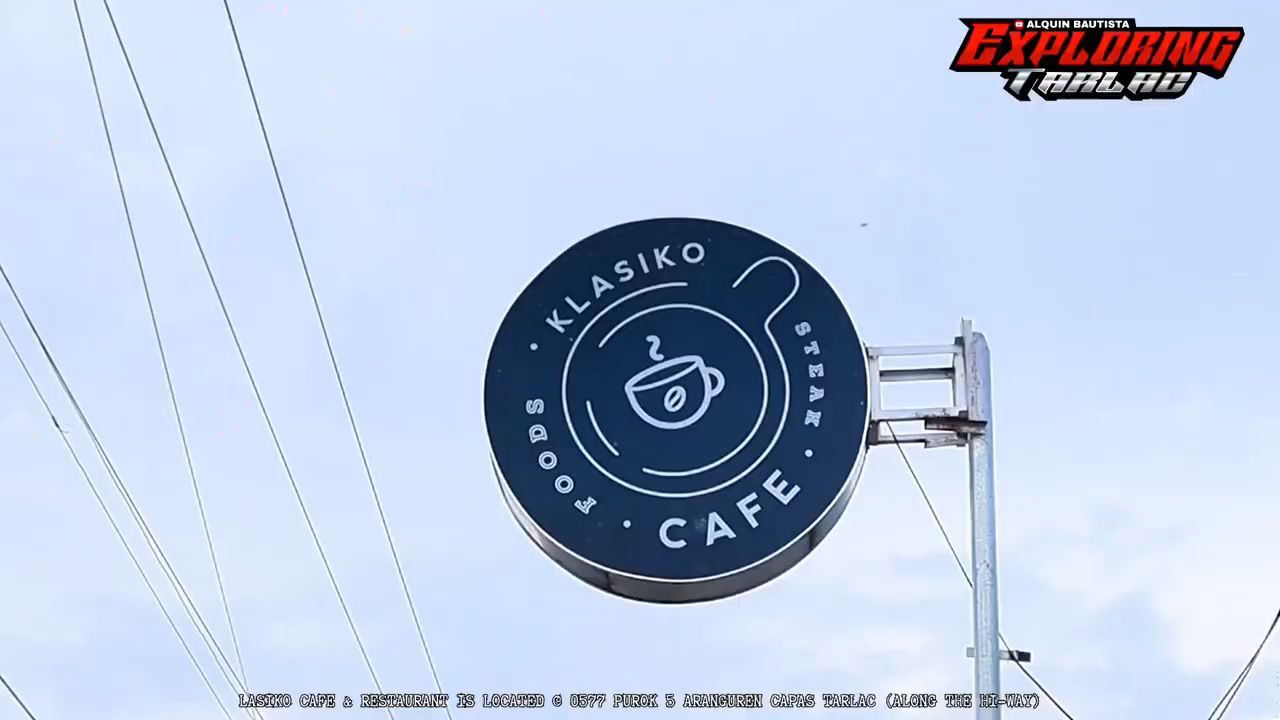 ALQUIN BAUTISTA
EXPLORING
TARLAC
KLASIKO
STEAK
CAFE
FOODS
LASIKO CAFE & RESTAURANT IS LOCATED @ 0577 PUROK 5 ARANGUREN CAPAS TARLAC (ALONG THE HI-WAY)